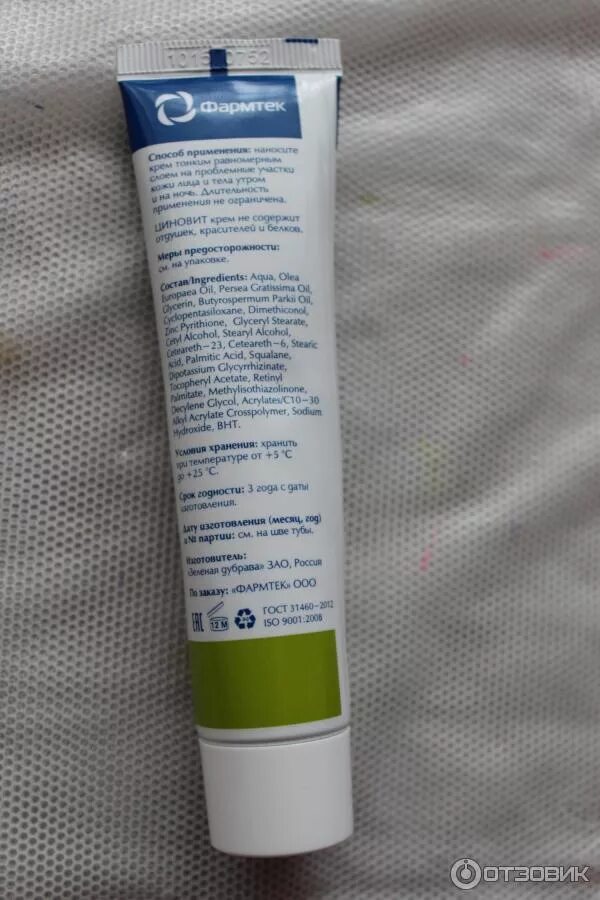 Фармтек
Способ применения: наносите
крем тонким равномерным
слоем на проблемные участки
кожи лица и тела утром
и на ночь. Длительность
применения не ограничена.
ЦИНОВИТ крем не содержит
отдушек, красителей и белков.
Меры предосторожности:
см. на упаковке.
Состав/Ingredients: Aqua, Olea
Europaea Oil, Persea Gratissima Oil,
Glycerin, Butyrospermum Parkii Oil,
Cyclopentasiloxane, Dimethiconol,
Zinc Pyrithione, Glyceryl Stearate,
Cetyl Alcohol, Stearyl Alcohol,
Ceteareth-23, Ceteareth-6, Stearic
Acid, Palmitic Acid, Squalane,
Dipotassium Glycyrrhizinate,
Tocopheryl Acetate, Retinyl
Palmitate, Methylisothiazolinone,
Decylene Glycol, Acrylates/C10-30
Alkyl Acrylate Crosspolymer, Sodium
Hydroxide, BHT.
Условия хранения: хранить
при температуре от +5 °C
до +25 °C.
Срок годности: 3 года с даты
изготовления.
Дату изготовления (месяц, год)
и № партии: см. на шве тубы.
Изготовитель:
«Зелёная дубрава» ЗАО, Россия
По заказу: «ФАРМТЕК» ООО
ГОСТ 31460-2012
EAC 12 M ISO 9001:2008
ОТЗОВИК